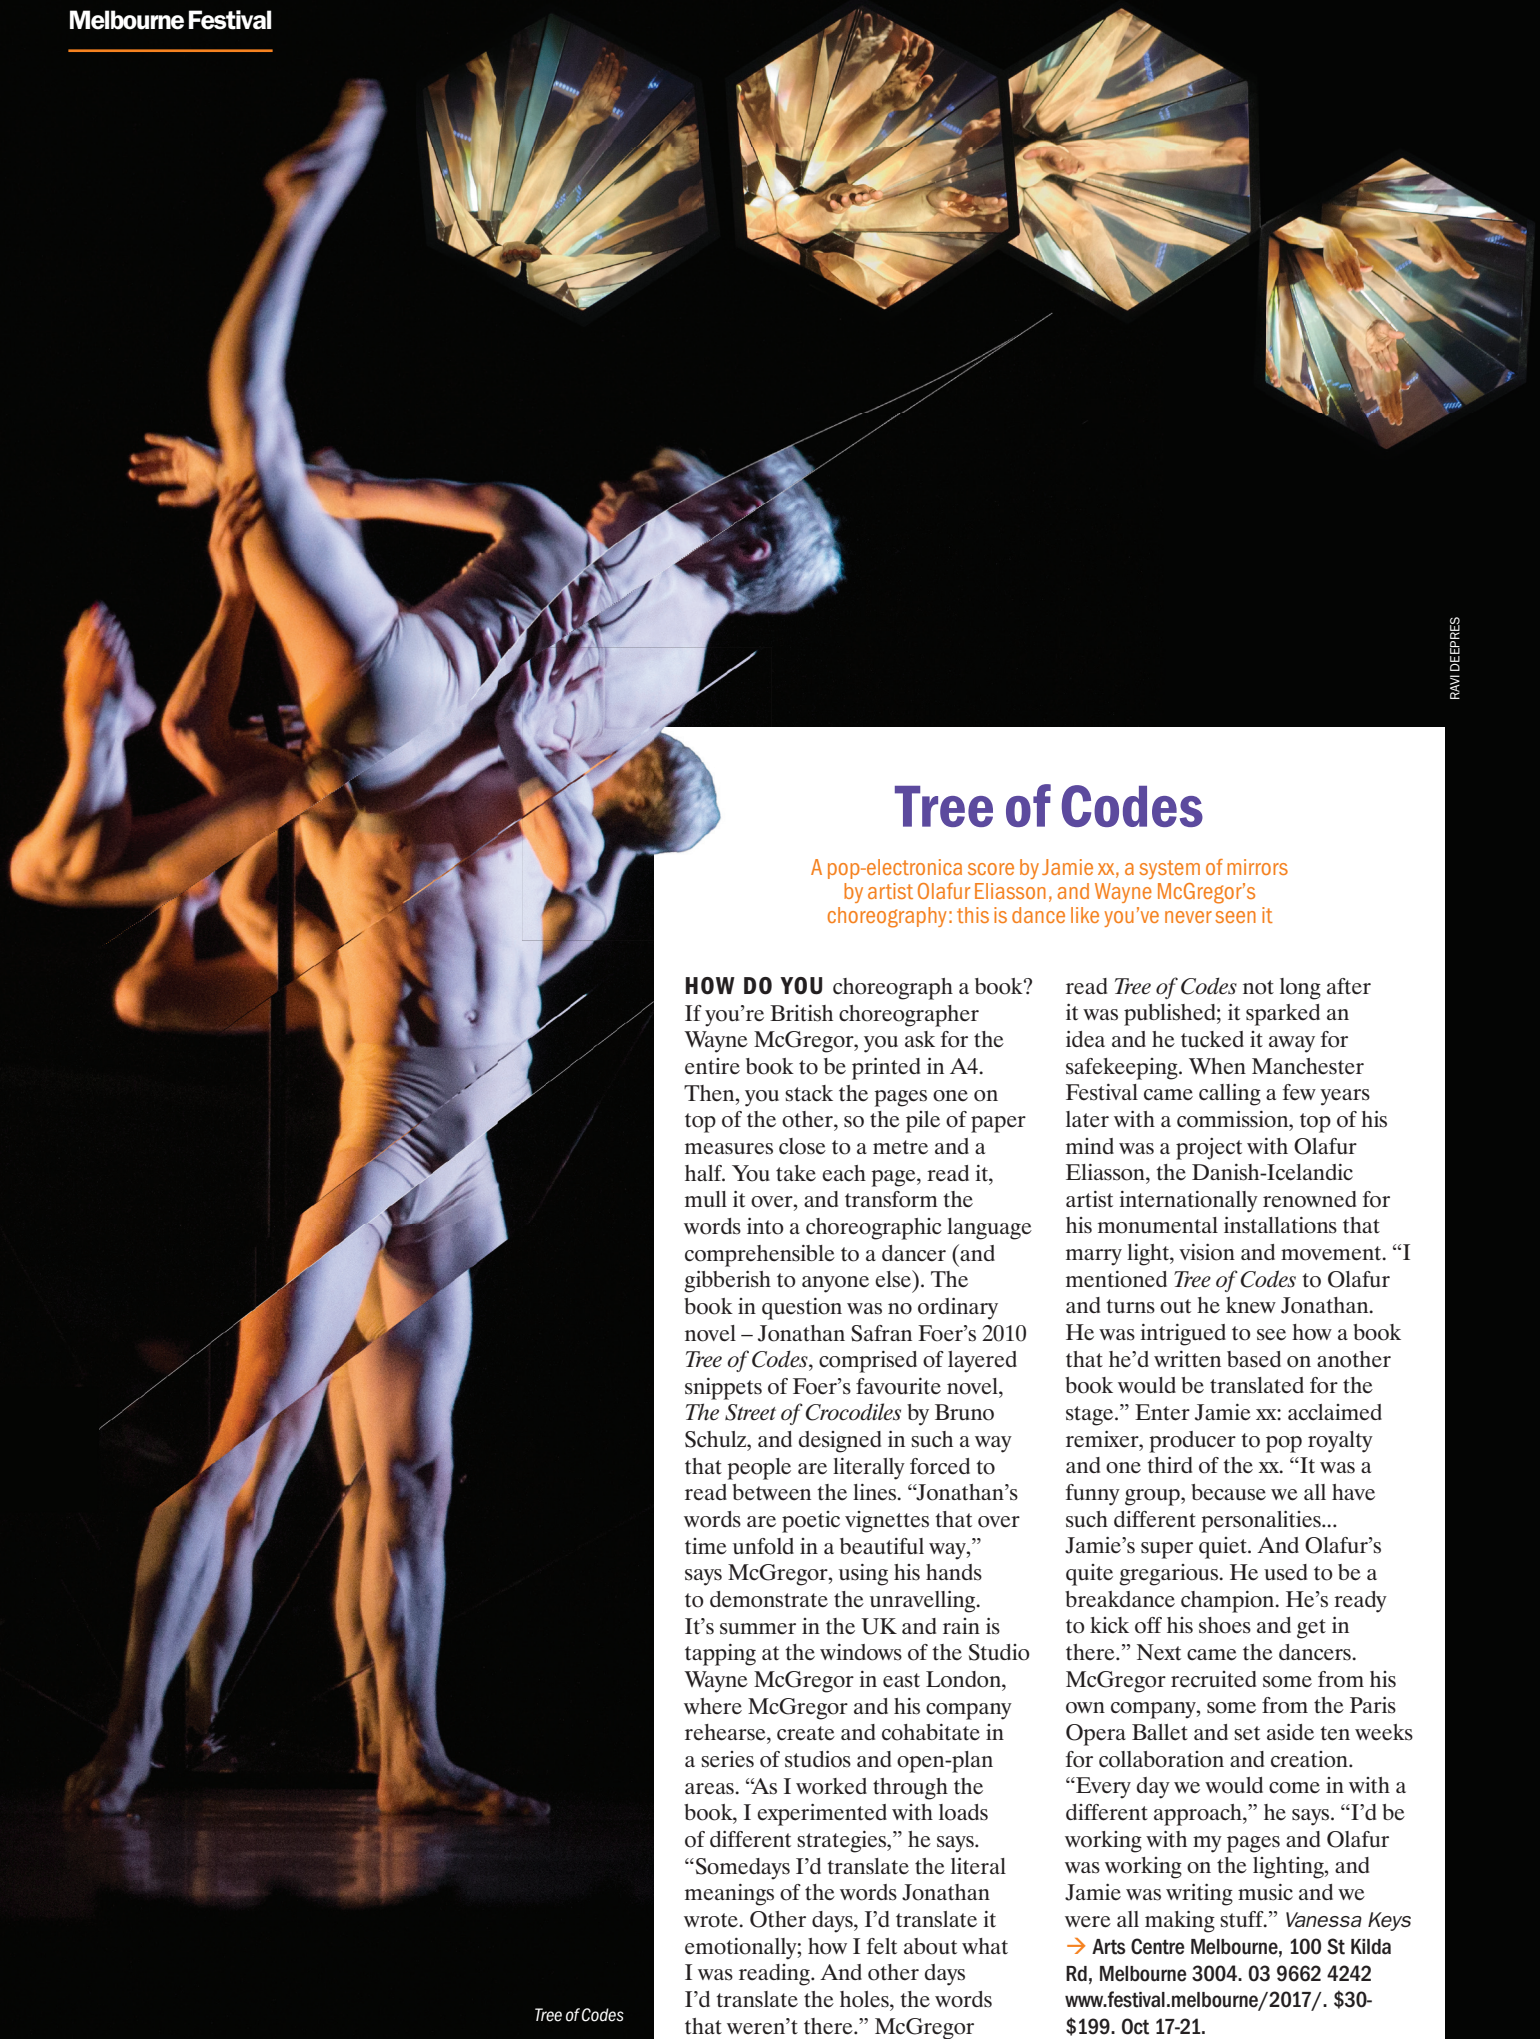 Melbourne Festival
RAVI DEEPRES
Tree of Codes
A pop-electronica score by Jamie xx, a system of mirrors
by artist Olafur Eliasson, and Wayne McGregor’s
choreography: this is dance like you’ve never seen it
HOW DO YOU choreograph a book?
If you’re British choreographer
Wayne McGregor, you ask for the
entire book to be printed in A4.
Then, you stack the pages one on
top of the other, so the pile of paper
measures close to a metre and a
half. You take each page, read it,
mull it over, and transform the
words into a choreographic language
comprehensible to a dancer (and
gibberish to anyone else). The
book in question was no ordinary
novel – Jonathan Safran Foer’s 2010
Tree of Codes, comprised of layered
snippets of Foer’s favourite novel,
The Street of Crocodiles by Bruno
Schulz, and designed in such a way
that people are literally forced to
read between the lines. “Jonathan’s
words are poetic vignettes that over
time unfold in a beautiful way,”
says McGregor, using his hands
to demonstrate the unravelling.
It’s summer in the UK and rain is
tapping at the windows of the Studio
Wayne McGregor in east London,
where McGregor and his company
rehearse, create and cohabitate in
a series of studios and open-plan
areas. “As I worked through the
book, I experimented with loads
of different strategies,” he says.
“Somedays I’d translate the literal
meanings of the words Jonathan
wrote. Other days, I’d translate it
emotionally; how I felt about what
I was reading. And other days
I’d translate the holes, the words
that weren’t there.” McGregor
read Tree of Codes not long after
it was published; it sparked an
idea and he tucked it away for
safekeeping. When Manchester
Festival came calling a few years
later with a commission, top of his
mind was a project with Olafur
Eliasson, the Danish-Icelandic
artist internationally renowned for
his monumental installations that
marry light, vision and movement. “I
mentioned Tree of Codes to Olafur
and turns out he knew Jonathan.
He was intrigued to see how a book
that he’d written based on another
book would be translated for the
stage.” Enter Jamie xx: acclaimed
remixer, producer to pop royalty
and one third of the xx. “It was a
funny group, because we all have
such different personalities...
Jamie’s super quiet. And Olafur’s
quite gregarious. He used to be a
breakdance champion. He’s ready
to kick off his shoes and get in
there.” Next came the dancers.
McGregor recruited some from his
own company, some from the Paris
Opera Ballet and set aside ten weeks
for collaboration and creation.
“Every day we would come in with a
different approach,” he says. “I’d be
working with my pages and Olafur
was working on the lighting, and
Jamie was writing music and we
were all making stuff.” Vanessa Keys
→ Arts Centre Melbourne, 100 St Kilda
Rd, Melbourne 3004. 03 9662 4242
www.festival.melbourne/2017/. $30-
$199. Oct 17-21.
Tree of Codes